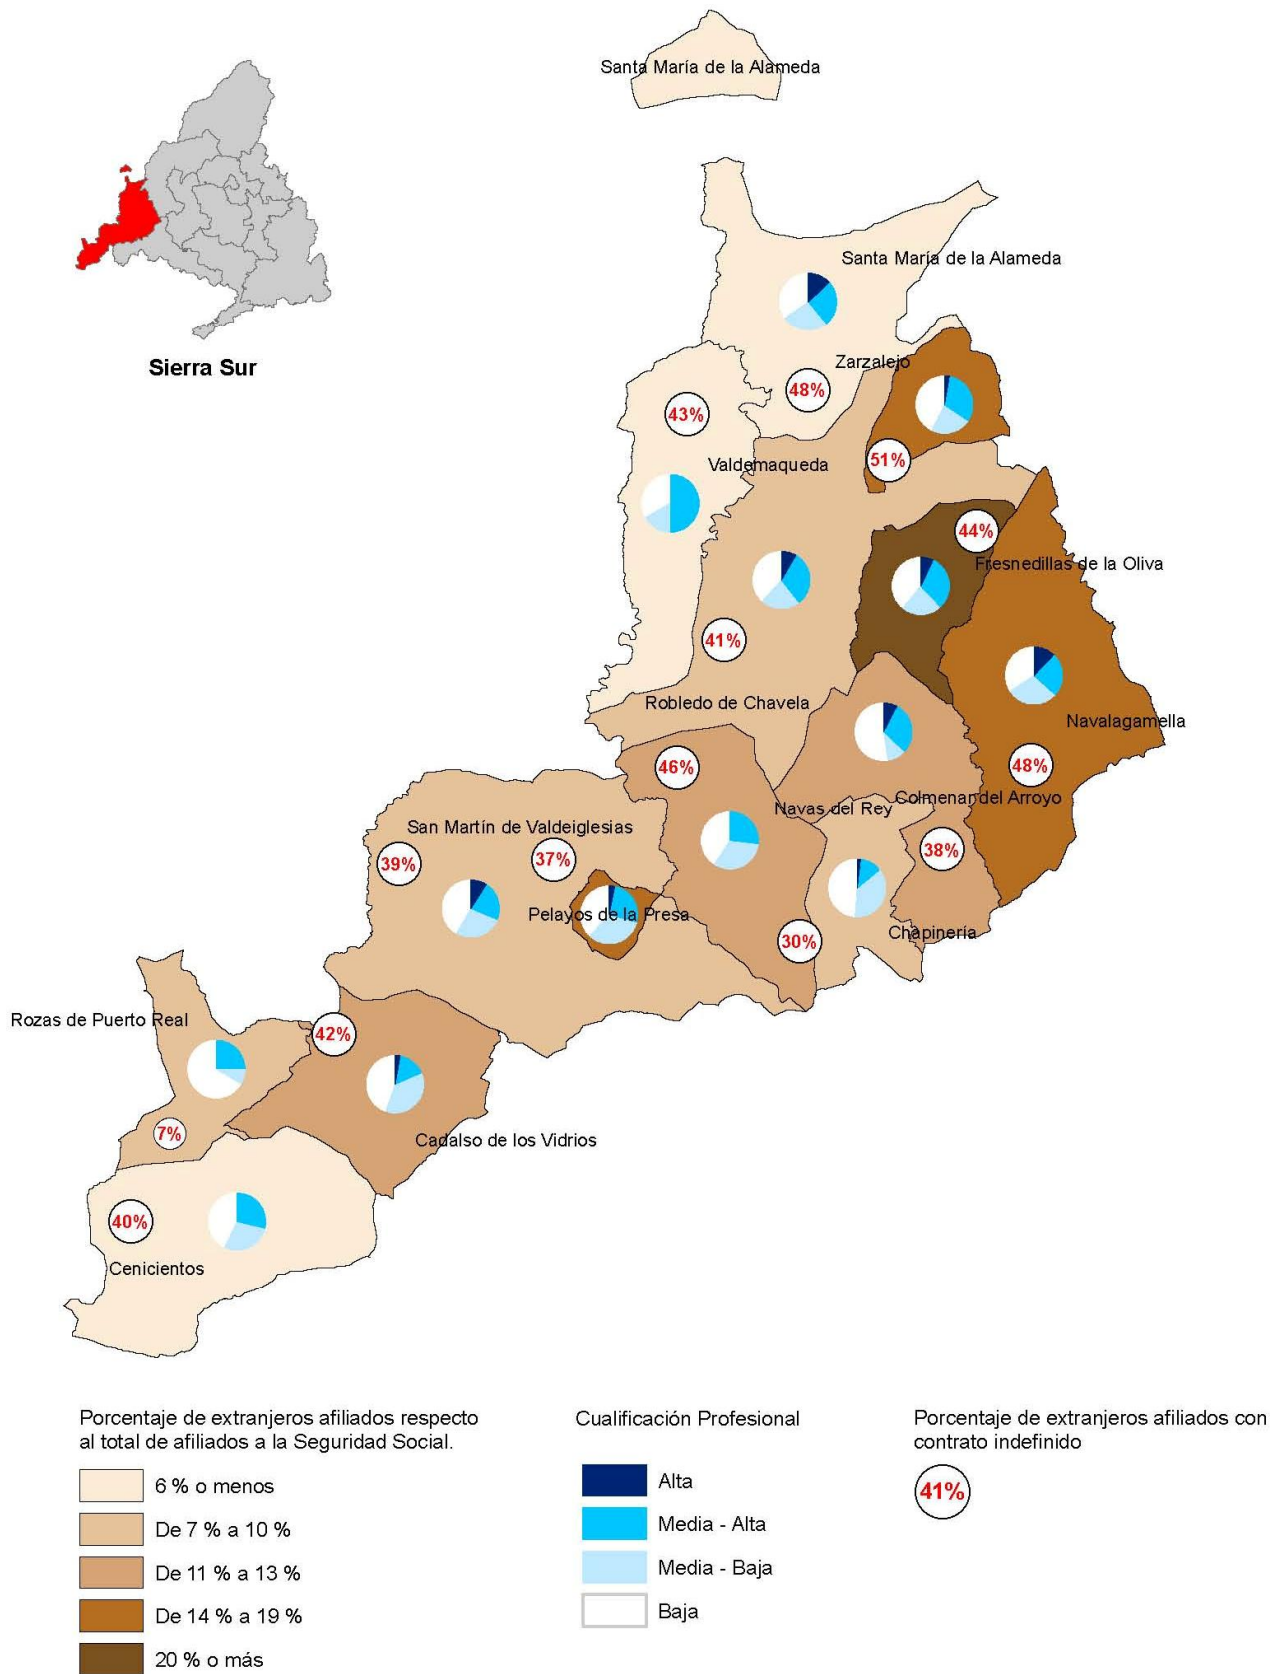 Santa María de la Alameda
Sierra Sur
Santa María de la Alameda
Zarzalejo
48%
43%
Valdemaqueda
51%
44%
Fresnedillas de la Oliva
41%
Robledo de Chavela
Navalagamella
48%
46%
Navas del Rey
Colmenar del Arroyo
San Martín de Valdeiglesias
39%
37%
38%
Pelayos de la Presa
30%
Chapinería
Rozas de Puerto Real
42%
7%
Cadalso de los Vidrios
40%
Cenicientos
Porcentaje de extranjeros afiliados respecto
al total de afiliados a la Seguridad Social.
6 % o menos
De 7 % a 10 %
De 11 % a 13 %
De 14 % a 19 %
20 % o más
Cualificación Profesional
Alta
Media - Alta
Media - Baja
Baja
Porcentaje de extranjeros afiliados con
contrato indefinido
41%